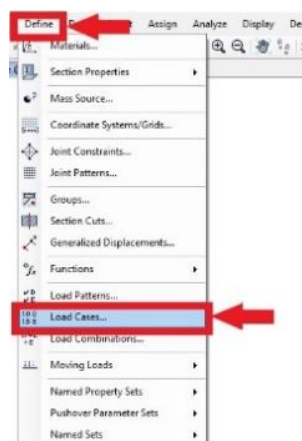 Define Assign Analyze Display De
Materials...
Section Properties
Mass Source...
Coordinate Systems/Grids...
Joint Constraints...
Joint Patterns...
Groups...
Section Cuts...
Generalized Displacements...
Functions
Load Patterns...
Load Cases...
Load Combinations...
Moving Loads
Named Property Sets
Pushover Parameter Sets
Named Sets